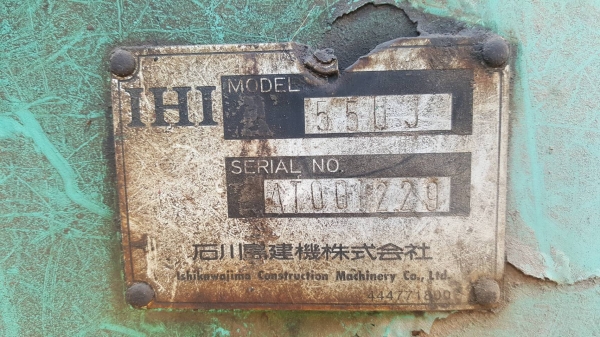 IHI
MODEL
55UJ
SERIAL NO.
AT001229
石川島建機株式会社
Ishikawajima Construction Machinery Co., Ltd.